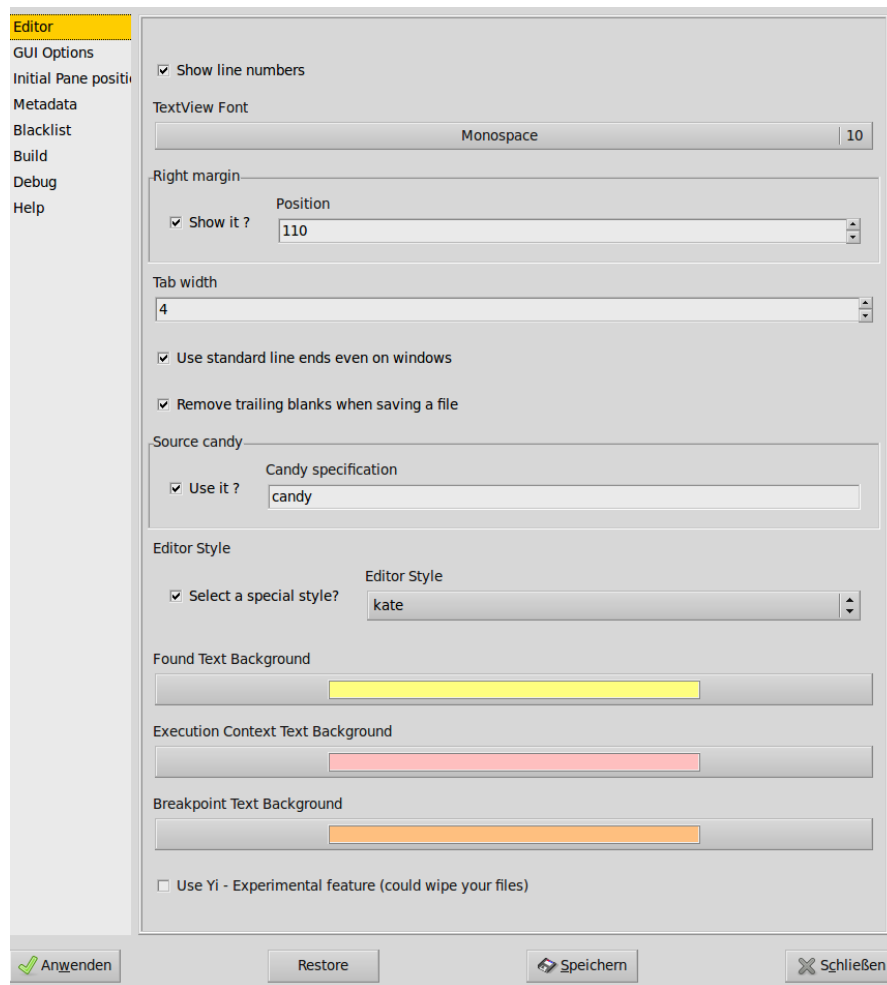 Editor
GUI Options
Initial Pane positi
Metadata
Blacklist
Build
Debug
Help
Show line numbers
TextView Font
Monospace 10
Right margin
Show it ?
Position
110
Tab width
4
Use standard line ends even on windows
Remove trailing blanks when saving a file
Source candy
Use it ?
Candy specification
candy
Editor Style
Select a special style?
Editor Style
kate
Found Text Background
Execution Context Text Background
Breakpoint Text Background
Use Yi - Experimental feature (could wipe your files)
Anwenden Restore Speichern Schließen